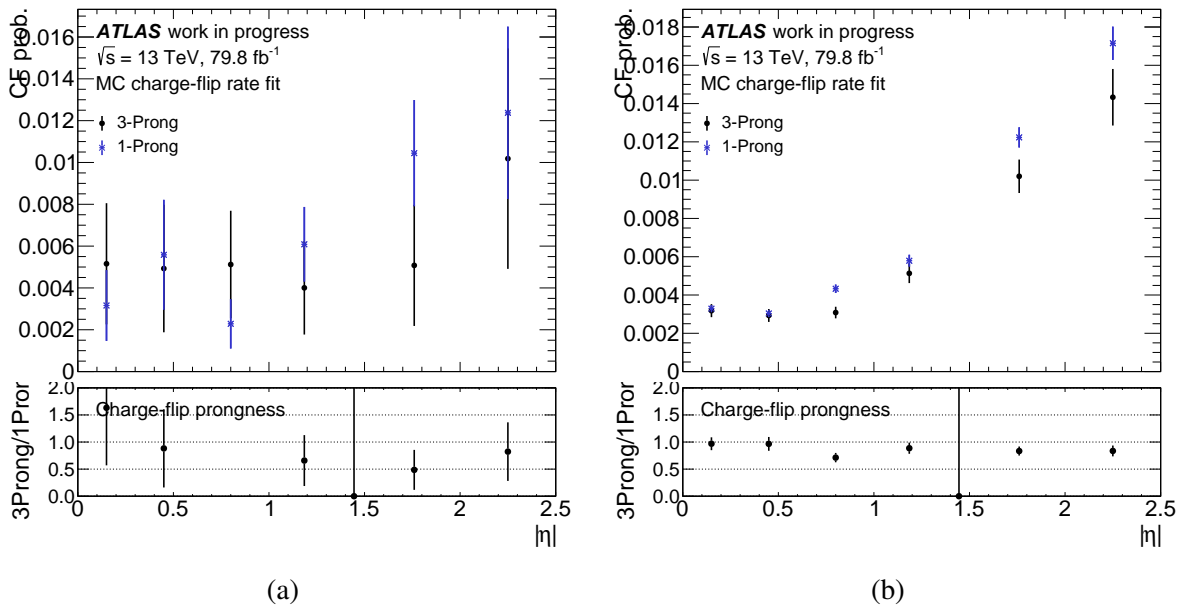 CF prob.
0.016
0.014
0.012
0.01
0.008
0.006
0.004
0.002
0
ATLAS work in progress
√s = 13 TeV, 79.8 fb⁻¹
MC charge-flip rate fit
3-Prong
1-Prong
3Prong/1Pror
2.0
1.5
1.0
0.5
0.0
Charge-flip prongness
0 0.5 1 1.5 2 2.5
|η|
(a)
CF prob.
0.018
0.016
0.014
0.012
0.01
0.008
0.006
0.004
0.002
0
ATLAS work in progress
√s = 13 TeV, 79.8 fb⁻¹
MC charge-flip rate fit
3-Prong
1-Prong
3Prong/1Pror
2.0
1.5
1.0
0.5
0.0
Charge-flip prongness
0 0.5 1 1.5 2 2.5
|η|
(b)